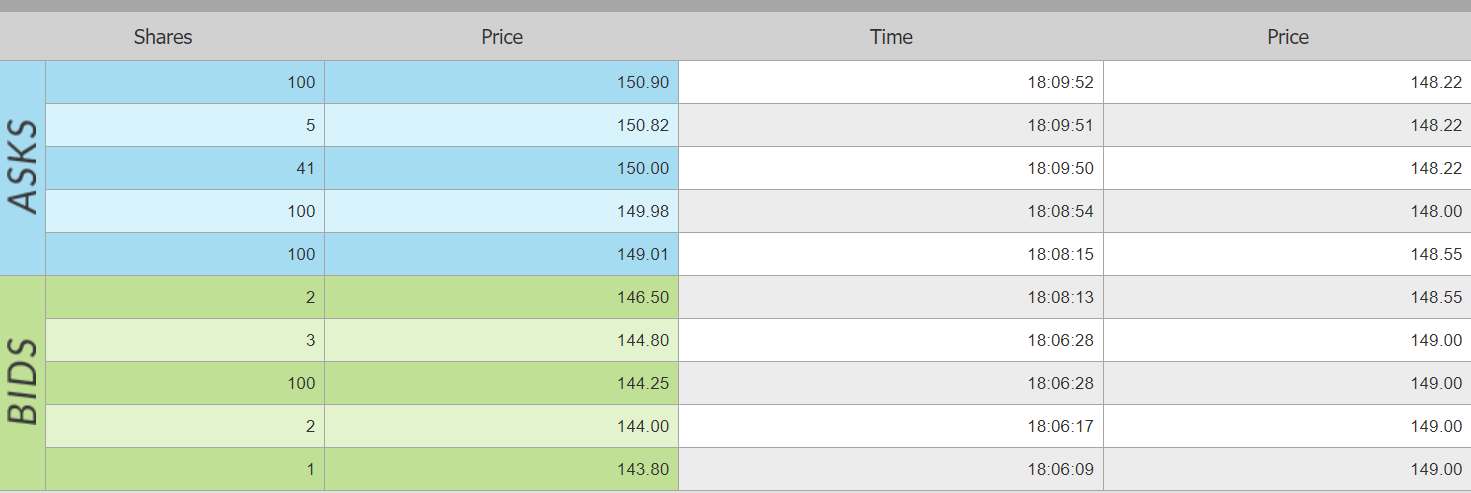 Shares Price Time Price
ASKS
100 150.90 18:09:52 148.22
5 150.82 18:09:51 148.22
41 150.00 18:09:50 148.22
100 149.98 18:08:54 148.00
100 149.01 18:08:15 148.55
BIDS
2 146.50 18:08:13 148.55
3 144.80 18:06:28 149.00
100 144.25 18:06:28 149.00
2 144.00 18:06:17 149.00
1 143.80 18:06:09 149.00